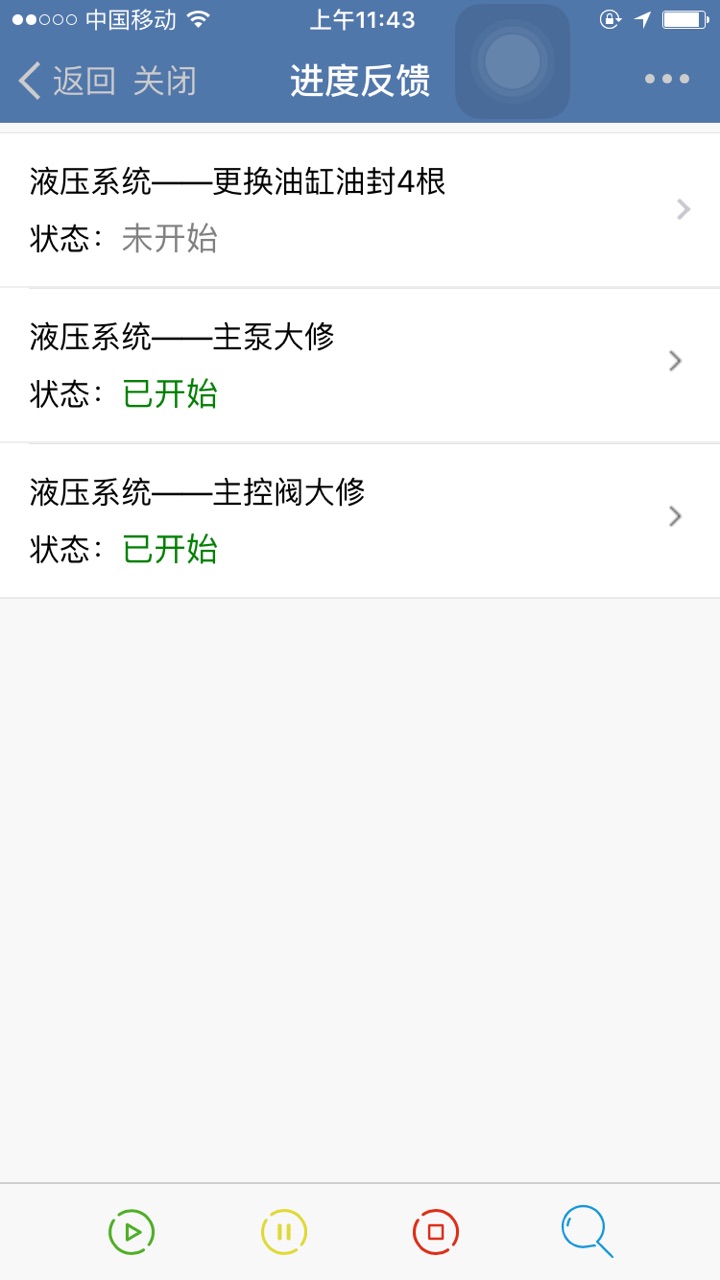 中国移动 上午11:43
返回 关闭 进度反馈
液压系统——更换油缸油封4根
状态：未开始
液压系统——主泵大修
状态：已开始
液压系统——主控阀大修
状态：已开始